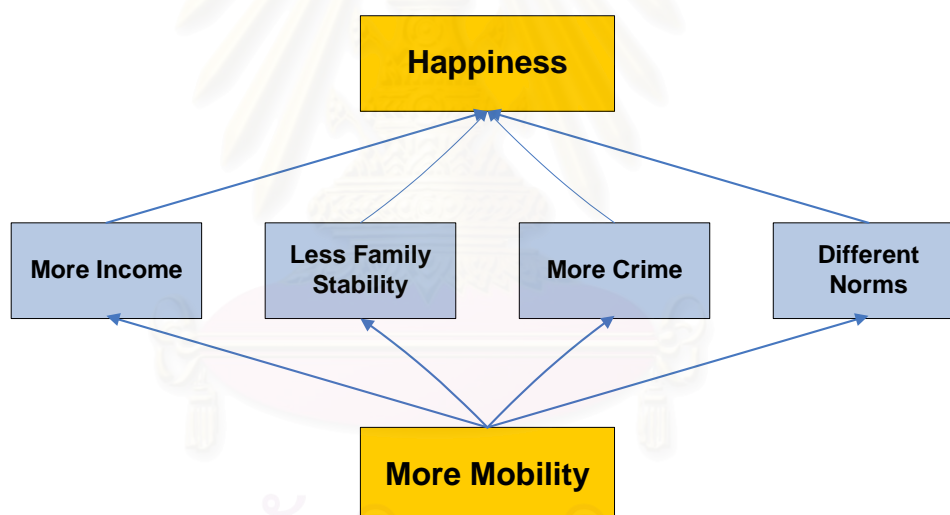 Happiness
More Income
Less Family
Stability
More Crime
Different
Norms
More Mobility